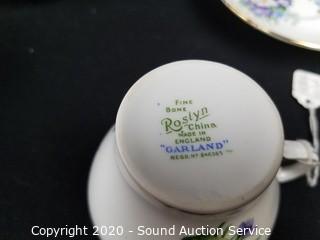 FINE
BONE
Roslyn
China
MADE IN
ENGLAND
"GARLAND"
Copyright 2020 - Sound Auction Service